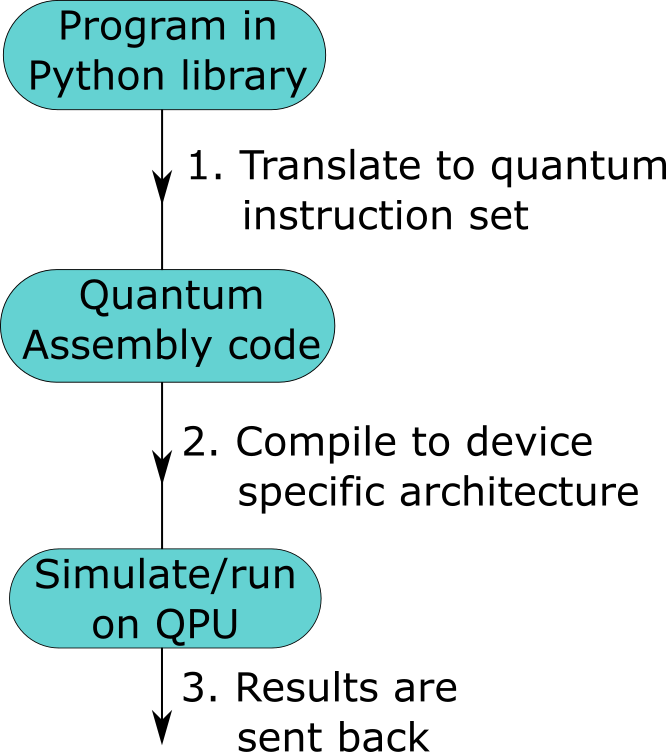 Program in
Python library
1. Translate to quantum
instruction set
Quantum
Assembly code
2. Compile to device
specific architecture
Simulate/run
on QPU
3. Results are
sent back